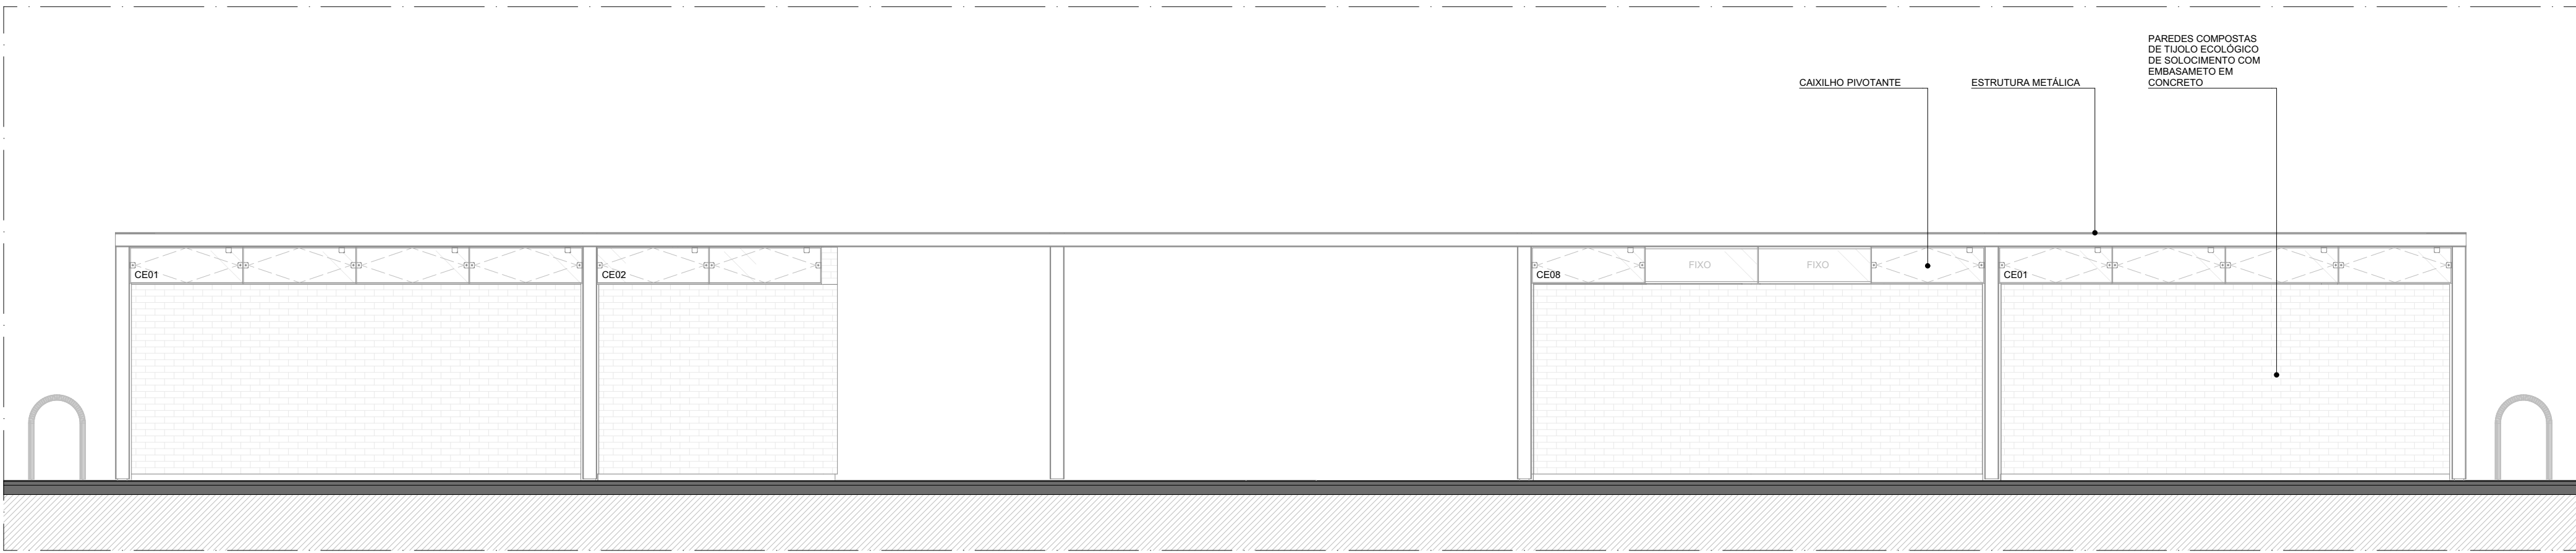 PAREDES COMPOSTAS
DE TIJOLO ECOLÓGICO
DE SOLOCIMENTO COM
EMBASAMETO EM
CONCRETO
CAIXILHO PIVOTANTE
ESTRUTURA METÁLICA
CE01
CE02
CE08
FIXO
FIXO
CE01